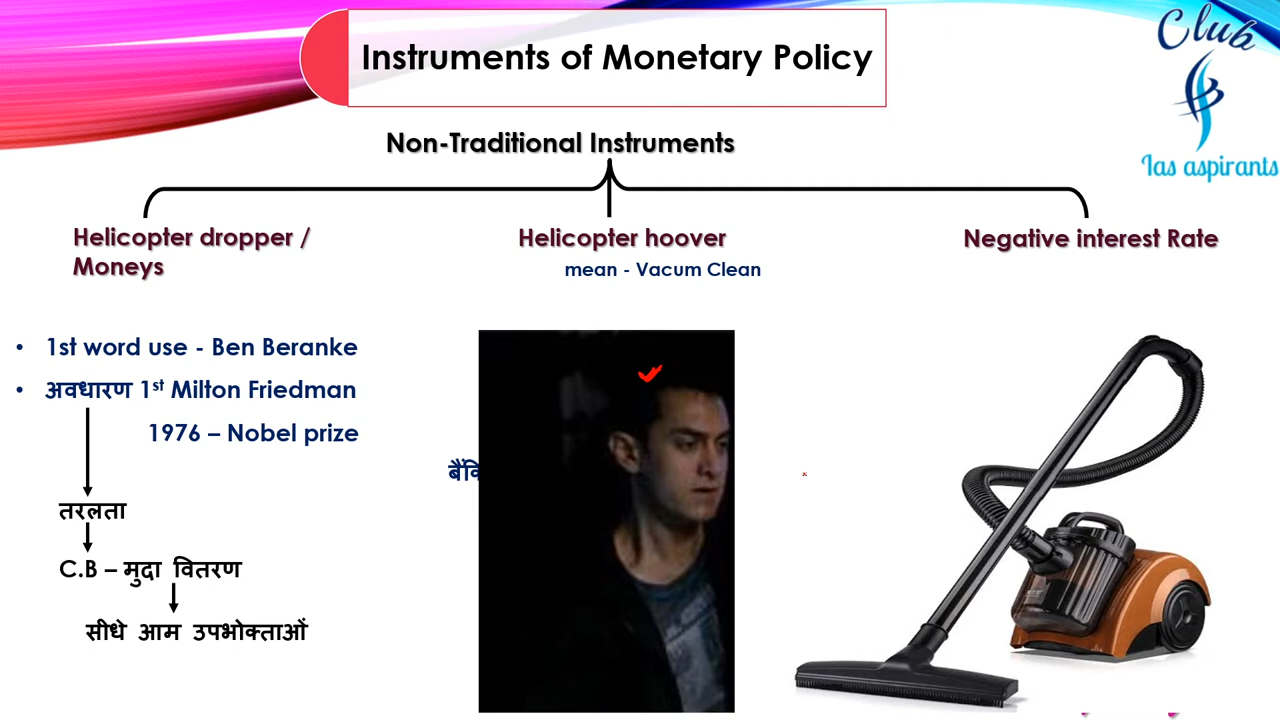 Instruments of Monetary Policy
Club
Ias aspirants
Non-Traditional Instruments
Helicopter dropper /
Moneys
Helicopter hoover
mean - Vacum Clean
Negative interest Rate
• 1st word use - Ben Beranke
• अवधारण 1st Milton Friedman
1976 – Nobel prize
तरलता
C.B – मुदा वितरण
सीधे आम उपभोक्ताओं